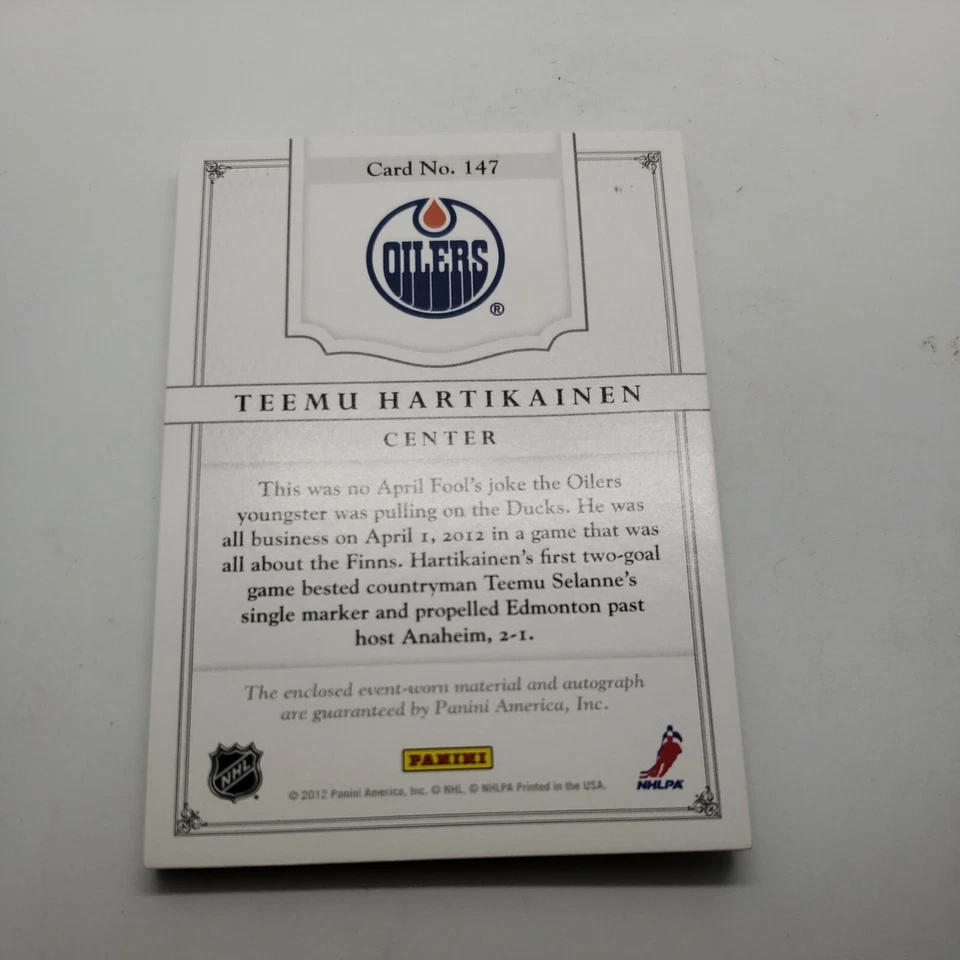 Card No. 147
OILERS
®
TEEMU HARTIKAINEN
CENTER
This was no April Fool's joke the Oilers
youngster was pulling on the Ducks. He was
all business on April 1, 2012 in a game that was
all about the Finns. Hartikainen's first two-goal
game bested countryman Teemu Selanne's
single marker and propelled Edmonton past
host Anaheim, 2-1.
The enclosed event-worn material and autograph
are guaranteed by Panini America, Inc.
NHL
PANINI
NHLPA
© 2012 Panini America, Inc. © NHL, © NHLPA Printed in the USA.